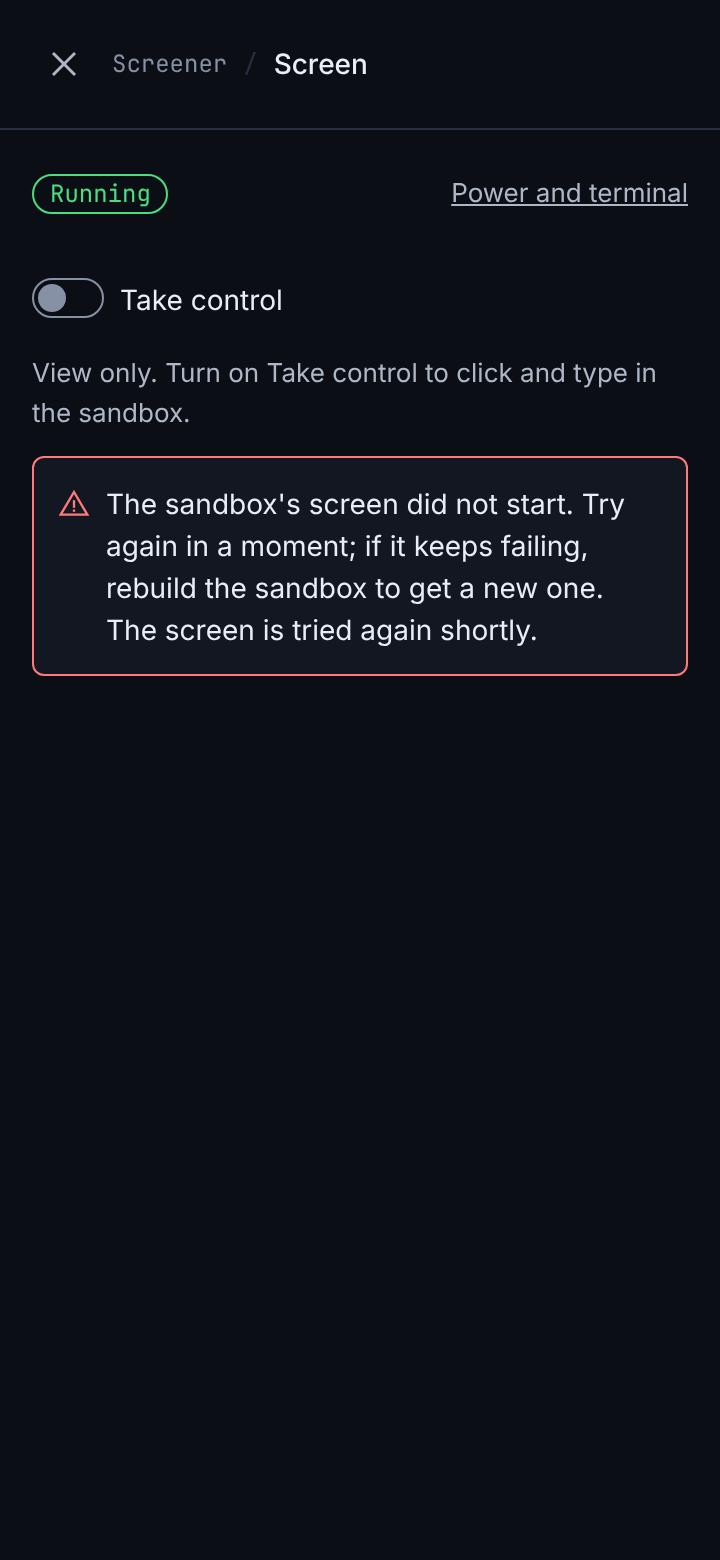 Screener / Screen
Running
Power and terminal
Take control
View only. Turn on Take control to click and type in
the sandbox.
The sandbox's screen did not start. Try
again in a moment; if it keeps failing,
rebuild the sandbox to get a new one.
The screen is tried again shortly.